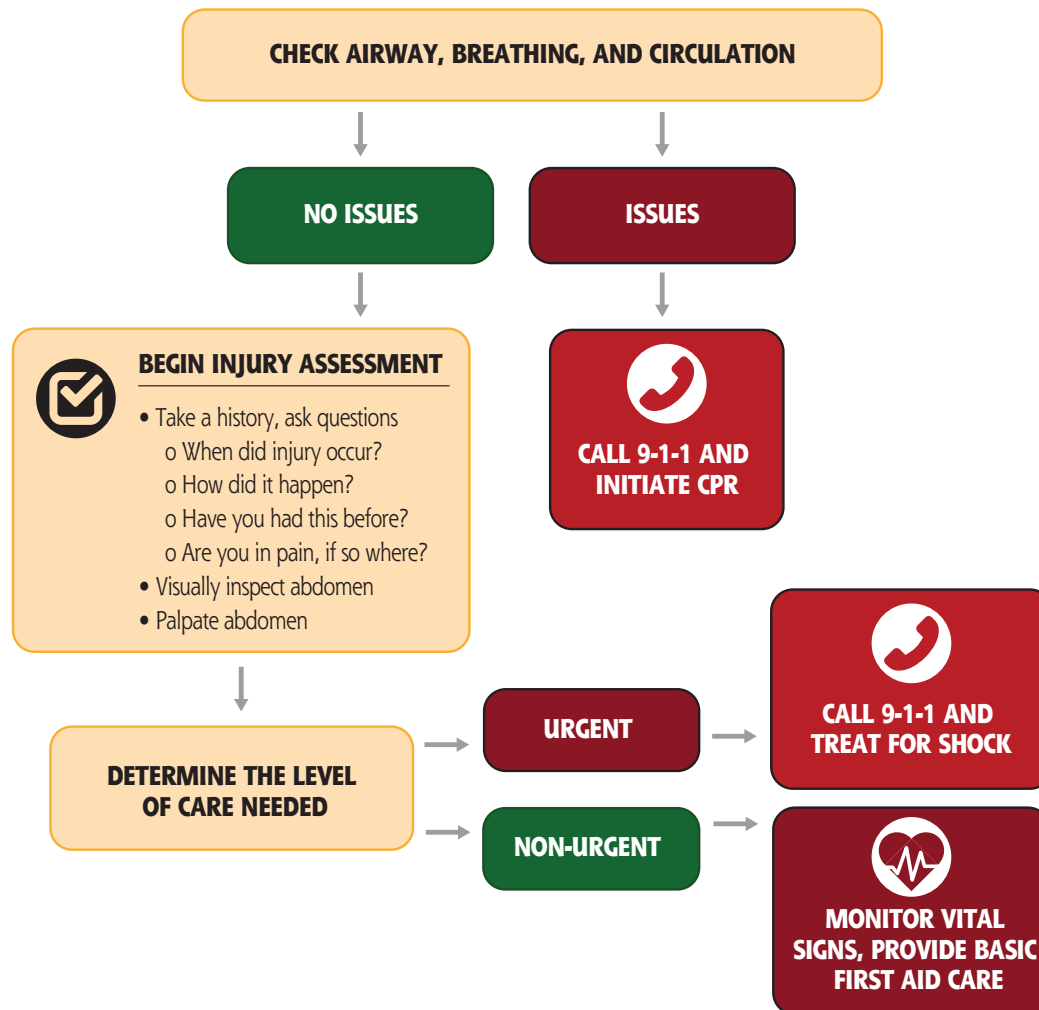 CHECK AIRWAY, BREATHING, AND CIRCULATION
NO ISSUES
ISSUES
BEGIN INJURY ASSESSMENT
• Take a history, ask questions
o When did injury occur?
o How did it happen?
o Have you had this before?
o Are you in pain, if so where?
• Visually inspect abdomen
• Palpate abdomen
CALL 9-1-1 AND
INITIATE CPR
DETERMINE THE LEVEL
OF CARE NEEDED
URGENT
CALL 9-1-1 AND
TREAT FOR SHOCK
NON-URGENT
MONITOR VITAL
SIGNS, PROVIDE BASIC
FIRST AID CARE